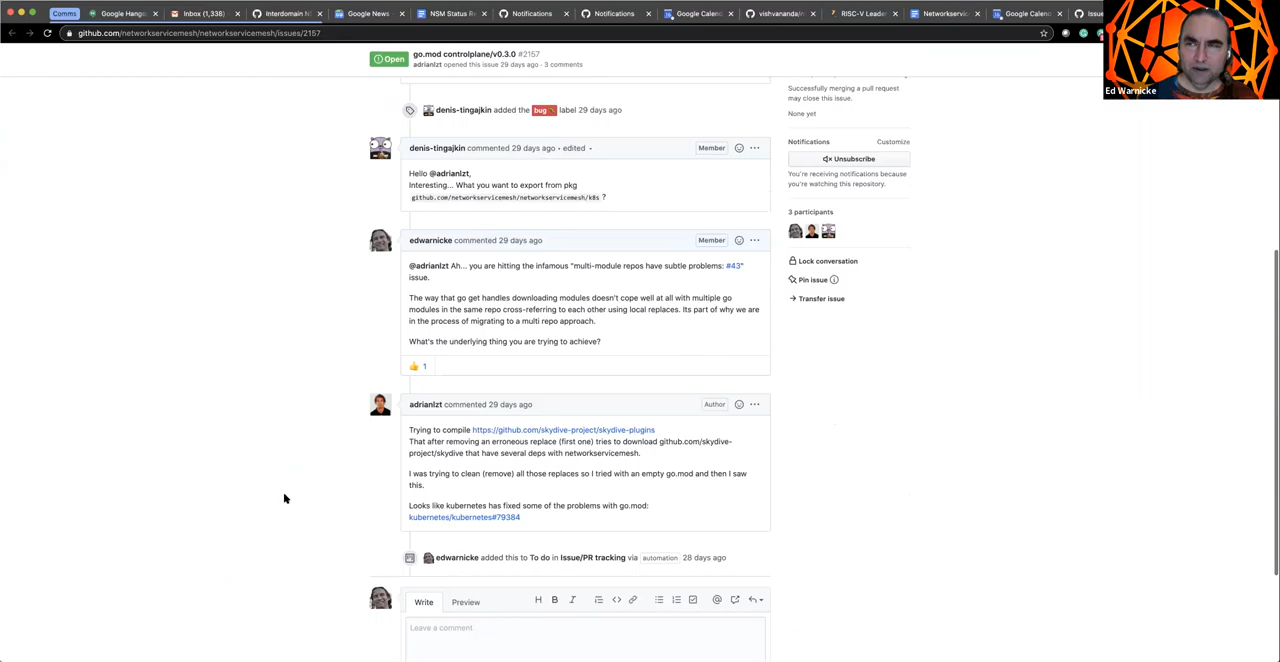 Comms
Google Hango
Inbox (1,338)
Interdomain N
Google News
NSM Status R
Notifications
Notifications
Google Calen
vishvananda/n
RISC-V Leader
Networkservic
Google Calen
Issue
github.com/networkservicemesh/networkservicemesh/issues/2157
Ed Warnicke
Open
go.mod controlplane/v0.3.0 #2157
adrianlzt opened this issue 29 days ago · 3 comments
Successfully merging a pull request
may close this issue.
None yet
denis-tingajkin added the bug label 29 days ago
denis-tingajkin commented 29 days ago • edited
Member
Hello @adrianlzt,
Interesting... What you want to export from pkg
github.com/networkservicemesh/networkservicemesh/k8s ?
Notifications
Customize
Unsubscribe
You're receiving notifications because
you're watching this repository.
3 participants
Lock conversation
Pin issue
Transfer issue
edwarnicke commented 29 days ago
Member
@adrianlzt Ah... you are hitting the infamous "multi-module repos have subtle problems: #43"
issue.
The way that go get handles downloading modules doesn't cope well at all with multiple go
modules in the same repo cross-referring to each other using local replaces. Its part of why we are
in the process of migrating to a multi repo approach.
What's the underlying thing you are trying to achieve?
1
adrianlzt commented 29 days ago
Author
Trying to compile https://github.com/skydive-project/skydive-plugins
That after removing an erroneous replace (first one) tries to download github.com/skydive-
project/skydive that have several deps with networkservicemesh.
I was trying to clean (remove) all those replaces so I tried with an empty go.mod and then I saw
this.
Looks like kubernetes has fixed some of the problems with go.mod:
kubernetes/kubernetes#79384
edwarnicke added this to To do in Issue/PR tracking via automation 28 days ago
Write
Preview
H B I
Leave a comment